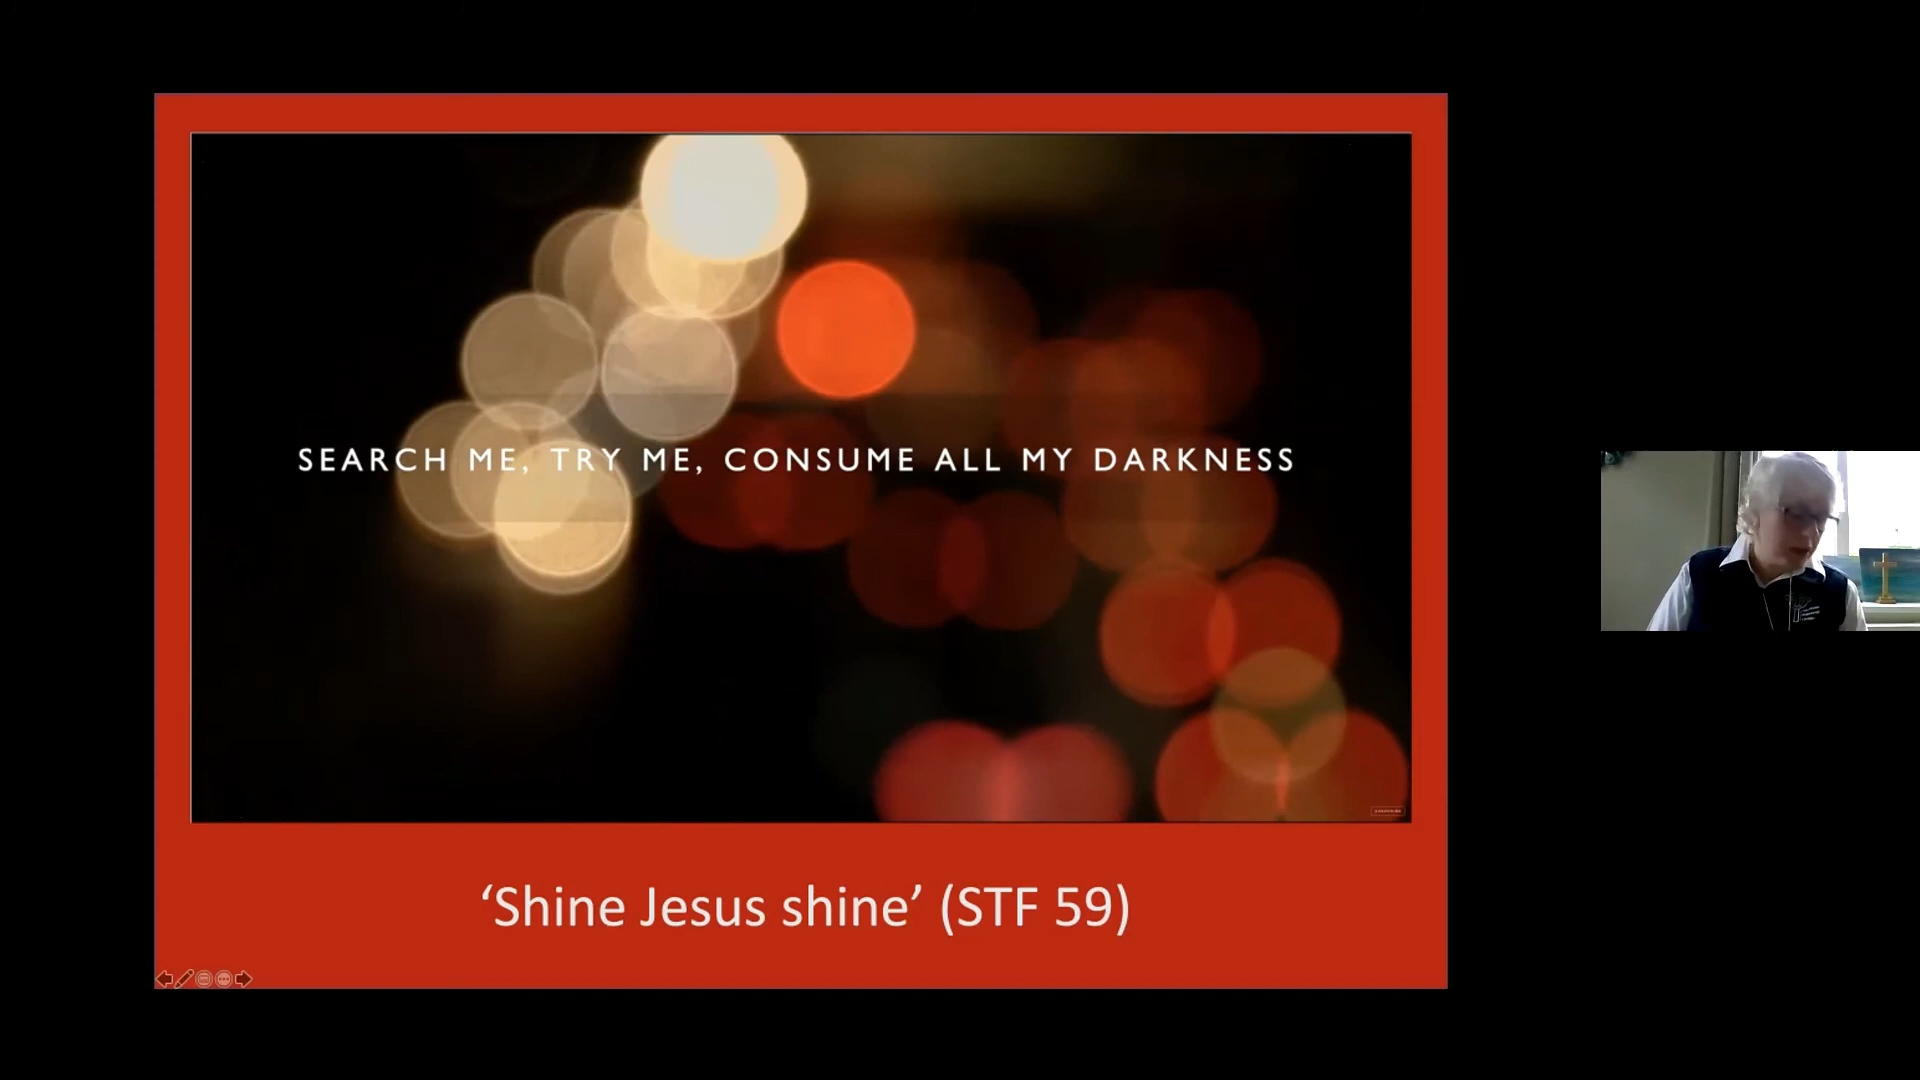 SEARCH ME, TRY ME, CONSUME ALL MY DARKNESS
‘Shine Jesus shine’ (STF 59)